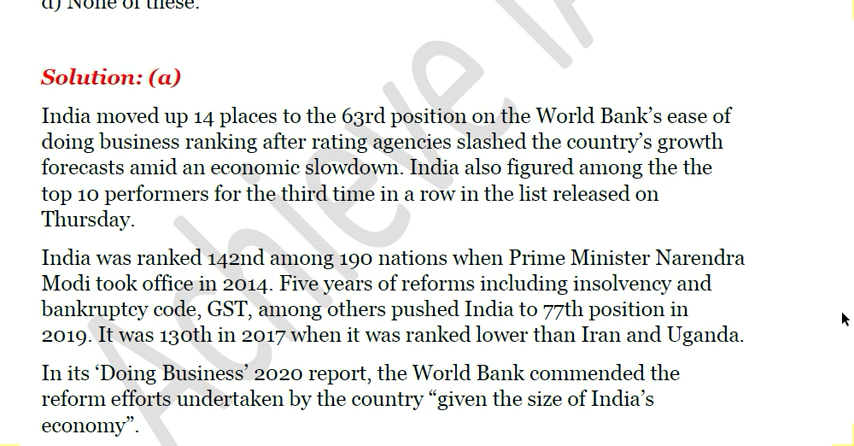 d) None of these.
Solution: (a)
India moved up 14 places to the 63rd position on the World Bank's ease of
doing business ranking after rating agencies slashed the country's growth
forecasts amid an economic slowdown. India also figured among the the
top 10 performers for the third time in a row in the list released on
Thursday.
India was ranked 142nd among 190 nations when Prime Minister Narendra
Modi took office in 2014. Five years of reforms including insolvency and
bankruptcy code, GST, among others pushed India to 77th position in
2019. It was 130th in 2017 when it was ranked lower than Iran and Uganda.
In its 'Doing Business' 2020 report, the World Bank commended the
reform efforts undertaken by the country “given the size of India's
economy”.
Achieve IA